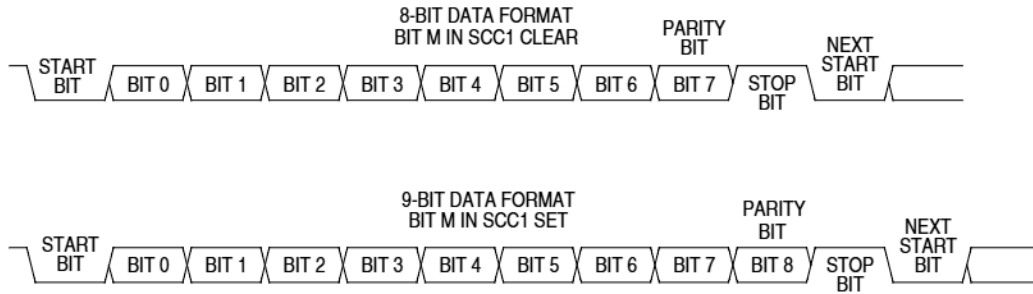 8-BIT DATA FORMAT
BIT M IN SCC1 CLEAR
PARITY
BIT
START
BIT
BIT 0
BIT 1
BIT 2
BIT 3
BIT 4
BIT 5
BIT 6
BIT 7
STOP
BIT
NEXT
START
BIT
9-BIT DATA FORMAT
BIT M IN SCC1 SET
PARITY
BIT
START
BIT
BIT 0
BIT 1
BIT 2
BIT 3
BIT 4
BIT 5
BIT 6
BIT 7
BIT 8
STOP
BIT
NEXT
START
BIT